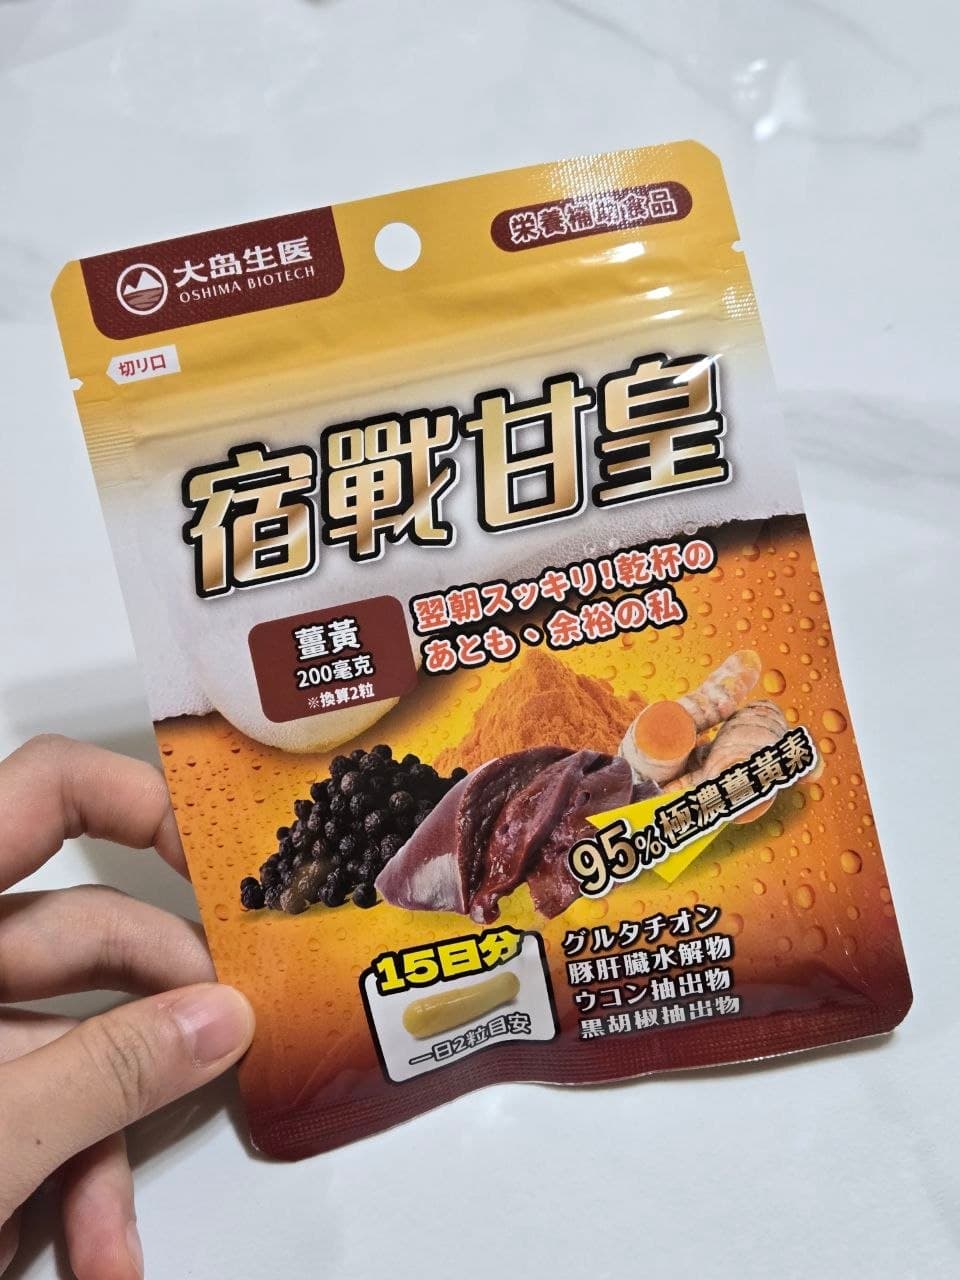 大岛生医
OSHIMA BIOTECH
栄養補助食品
切り口
宿戰甘皇
翌朝スッキリ!乾杯の
あとも、余裕の私
薑黃
200毫克
※換算2粒
95%極濃薑黃素
15日分
一日2粒目安
グルタチオン
豚肝臓水解物
ウコン抽出物
黒胡椒抽出物